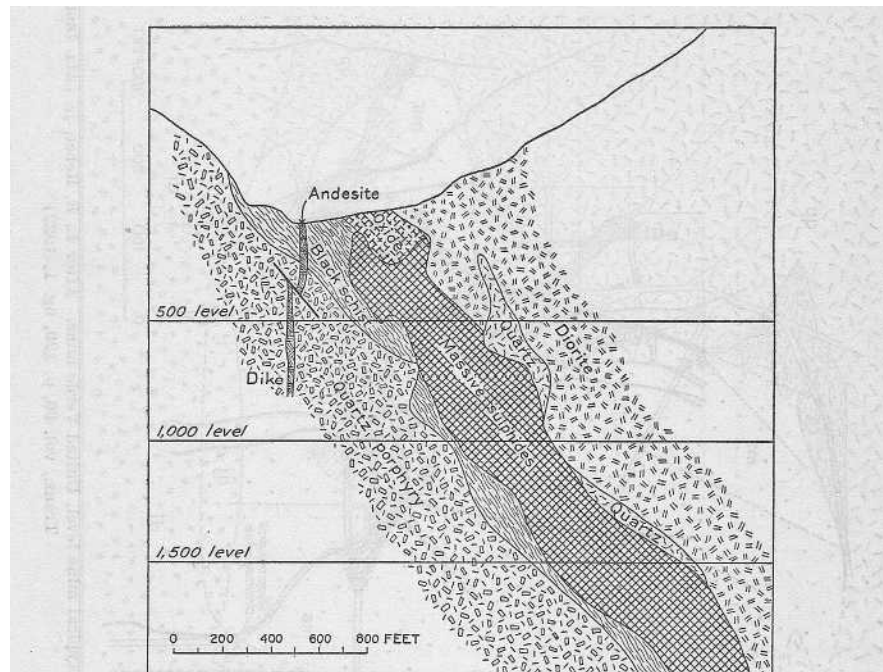 Andesite
Oxide
Black schist
500 level
Massive sulphides
Quartz
Diorite
Dike
Quartz porphyry
1,000 level
Quartz
1,500 level
0 200 400 600 800 FEET